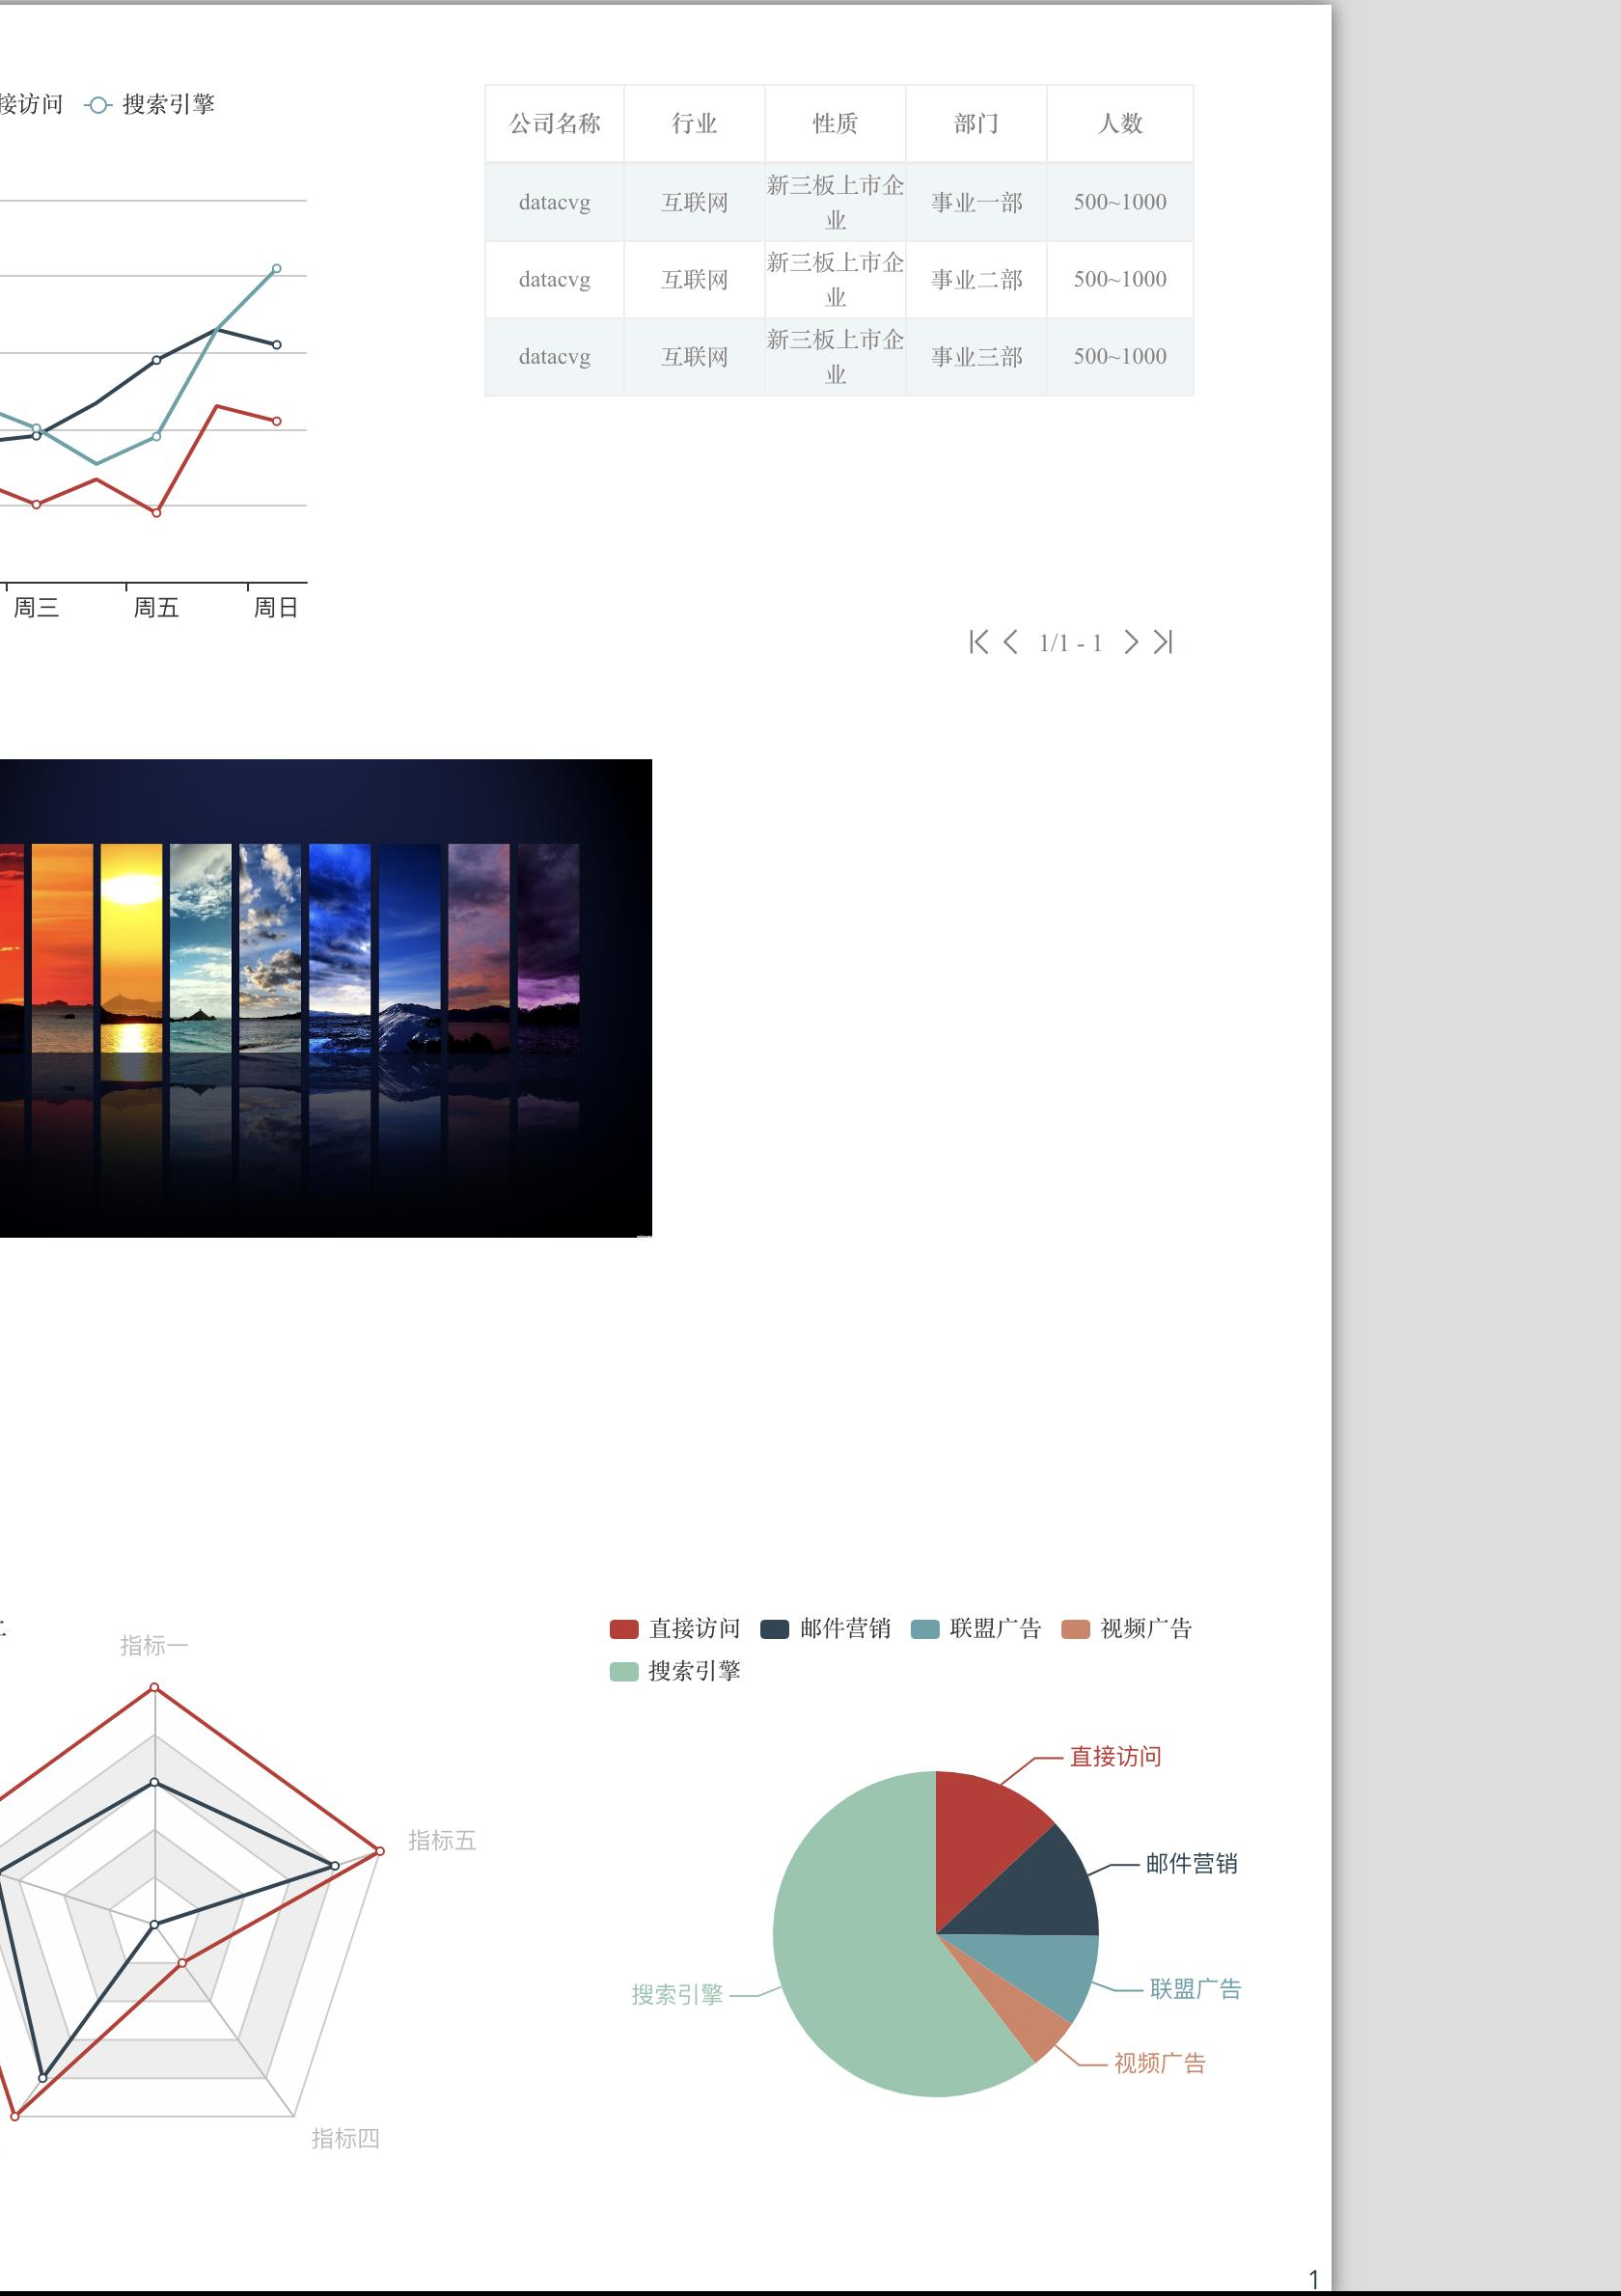 接访问 搜索引擎
公司名称 行业 性质 部门 人数
datacvg 互联网 新三板上市企业 事业一部 500~1000
datacvg 互联网 新三板上市企业 事业二部 500~1000
datacvg 互联网 新三板上市企业 事业三部 500~1000
周三 周五 周日
1/1 - 1
指标一
指标五
指标四
直接访问 邮件营销 联盟广告 视频广告
搜索引擎
直接访问
邮件营销
联盟广告
搜索引擎
视频广告
1